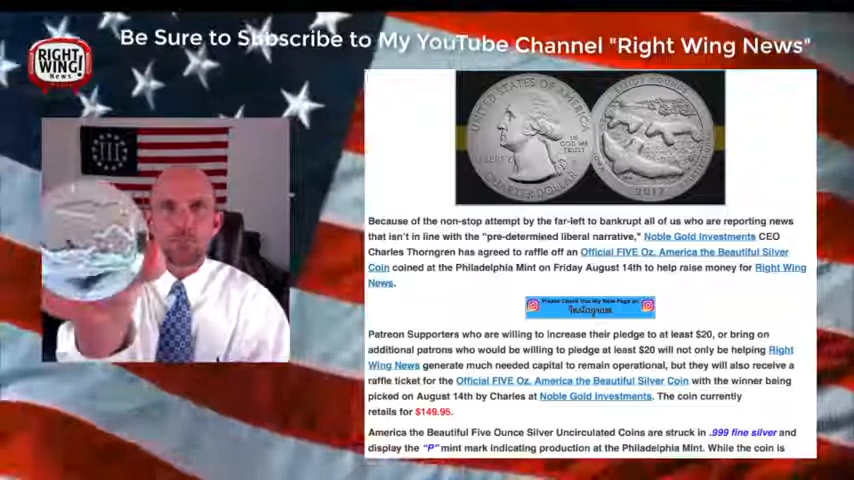 Be Sure to Subscribe to My YouTube Channel "Right Wing News"
RIGHT
WING!
News
III
UNITED STATES OF AMERICA
LIBERTY
IN
GOD WE
TRUST
QUARTER DOLLAR
2017
Because of the non-stop attempt by the far-left to bankrupt all of us who are reporting news
that isn't in line with the "pre-determined liberal narrative," Noble Gold Investments CEO
Charles Thorngren has agreed to raffle off an Official FIVE Oz. America the Beautiful Silver
Coin coined at the Philadelphia Mint on Friday August 14th to help raise money for Right Wing
News.
Please Check Out My New Page on
Instagram
Patreon Supporters who are willing to increase their pledge to at least $20, or bring on
additional patrons who would be willing to pledge at least $20 will not only be helping Right
Wing News generate much needed capital to remain operational, but they will also receive a
raffle ticket for the Official FIVE Oz. America the Beautiful Silver Coin with the winner being
picked on August 14th by Charles at Noble Gold Investments. The coin currently
retails for $149.95.
America the Beautiful Five Ounce Silver Uncirculated Coins are struck in .999 fine silver and
display the "P" mint mark indicating production at the Philadelphia Mint. While the coin is